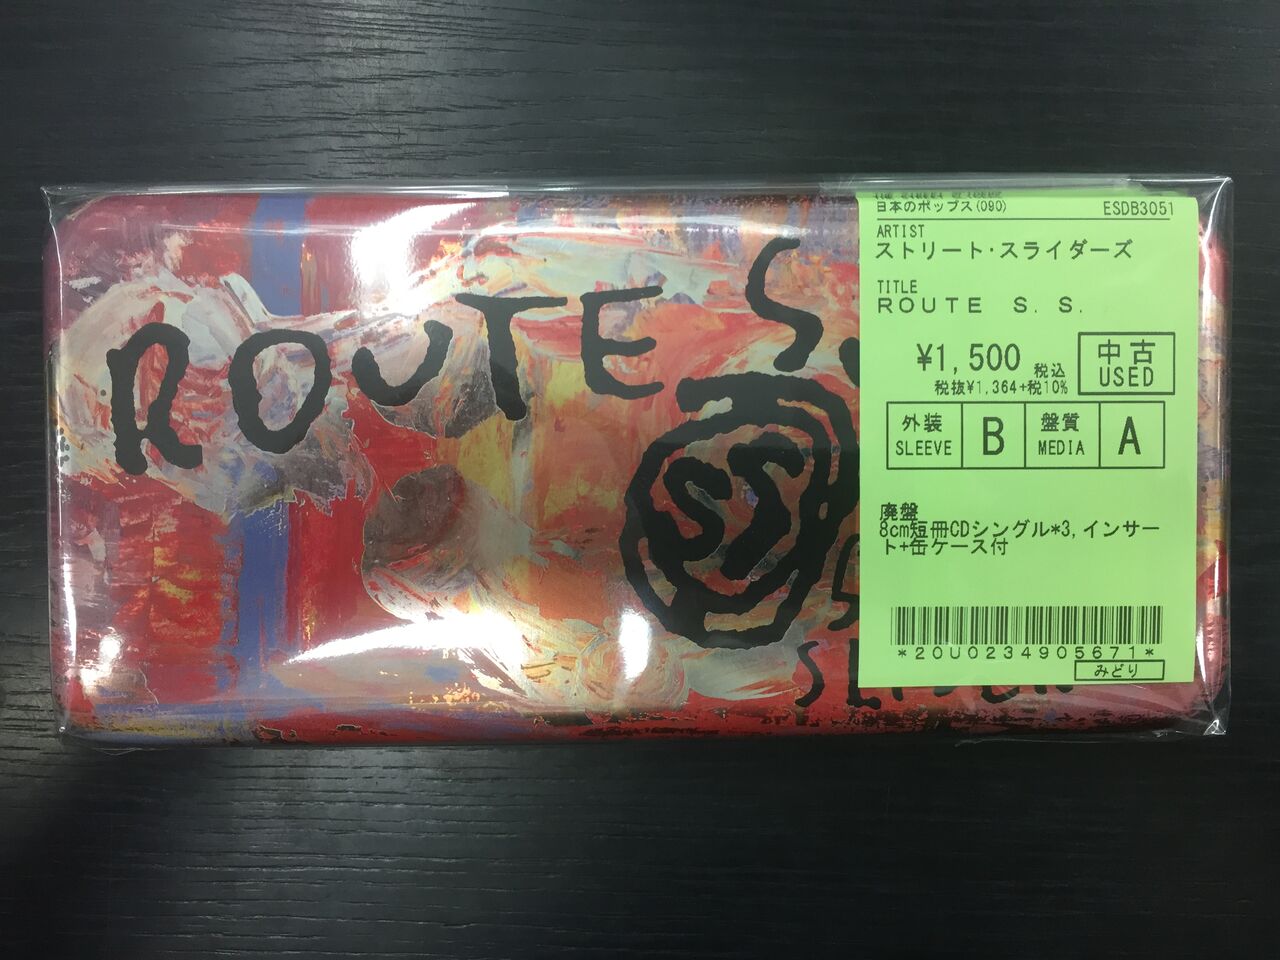 ROUTE S
SS
日本のポップス(090) ESDB3051
ARTIST
ストリート・スライダーズ
TITLE
ROUTE S. S.
¥1,500 税込
税抜¥1,364+税10%
中古
USED
外装
SLEEVE
B
盤質
MEDIA
A
廃盤
8cm短冊CDシングル*3,インサー
ト+缶ケース付
*20U0234905671*
みどり